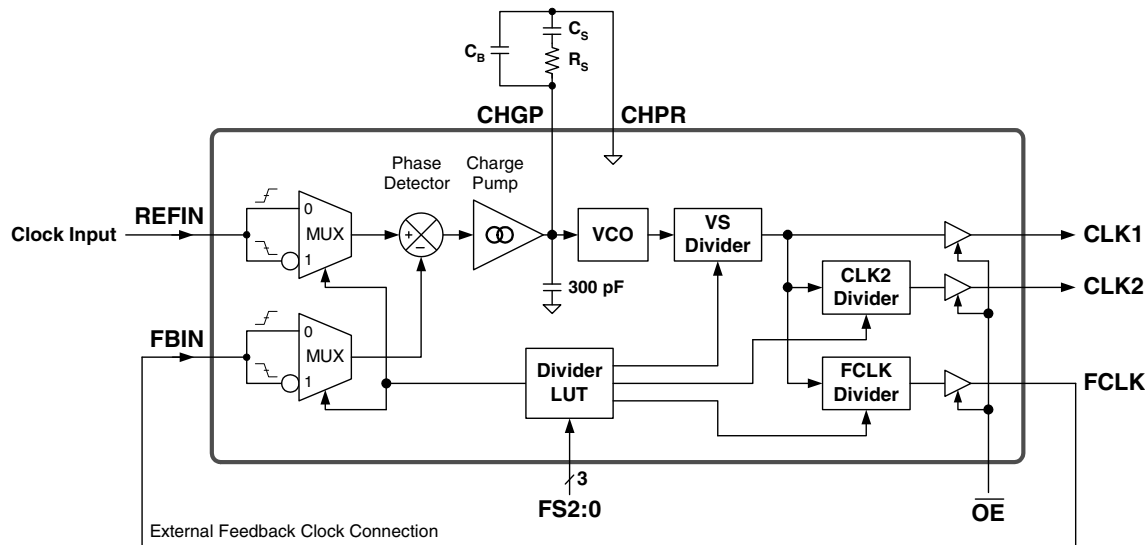 C_S
C_B
R_S
CHGP
CHPR
Phase
Detector
Charge
Pump
REFIN
Clock Input
0
MUX
1
+
−
VCO
VS
Divider
CLK1
300 pF
CLK2
Divider
CLK2
FBIN
0
MUX
1
Divider
LUT
FCLK
Divider
FCLK
3
FS2:0
OE
External Feedback Clock Connection